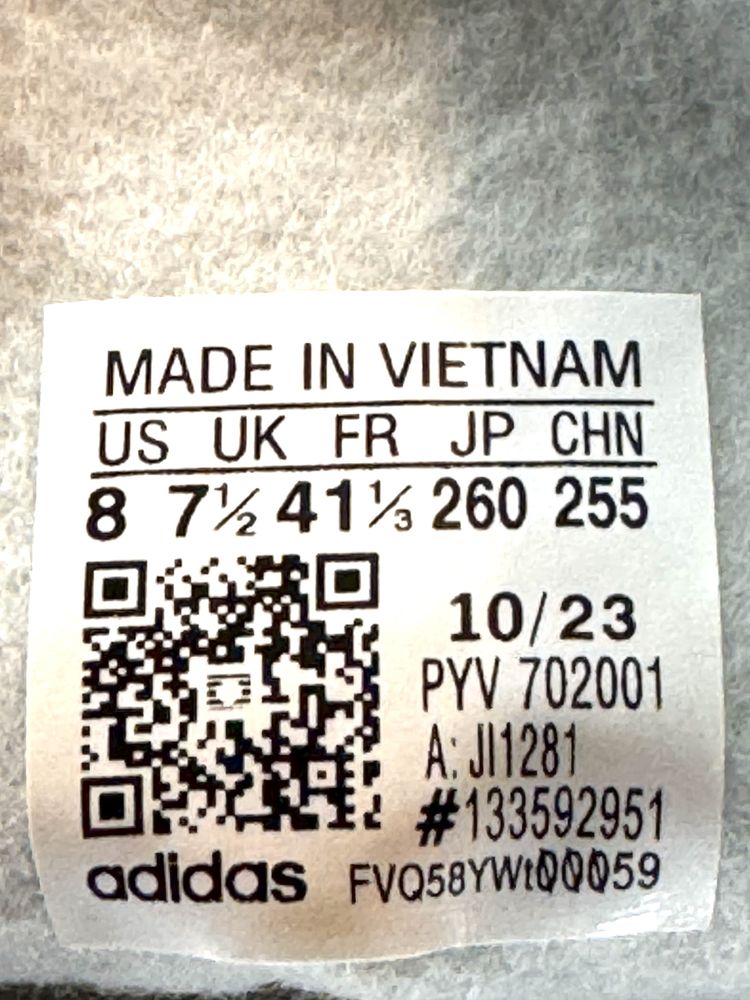 MADE IN VIETNAM
US UK FR JP CHN
8 7½ 41⅓ 260 255
10/23
PYV 702001
A: JI1281
#133592951
adidas FVQ58YWt00059